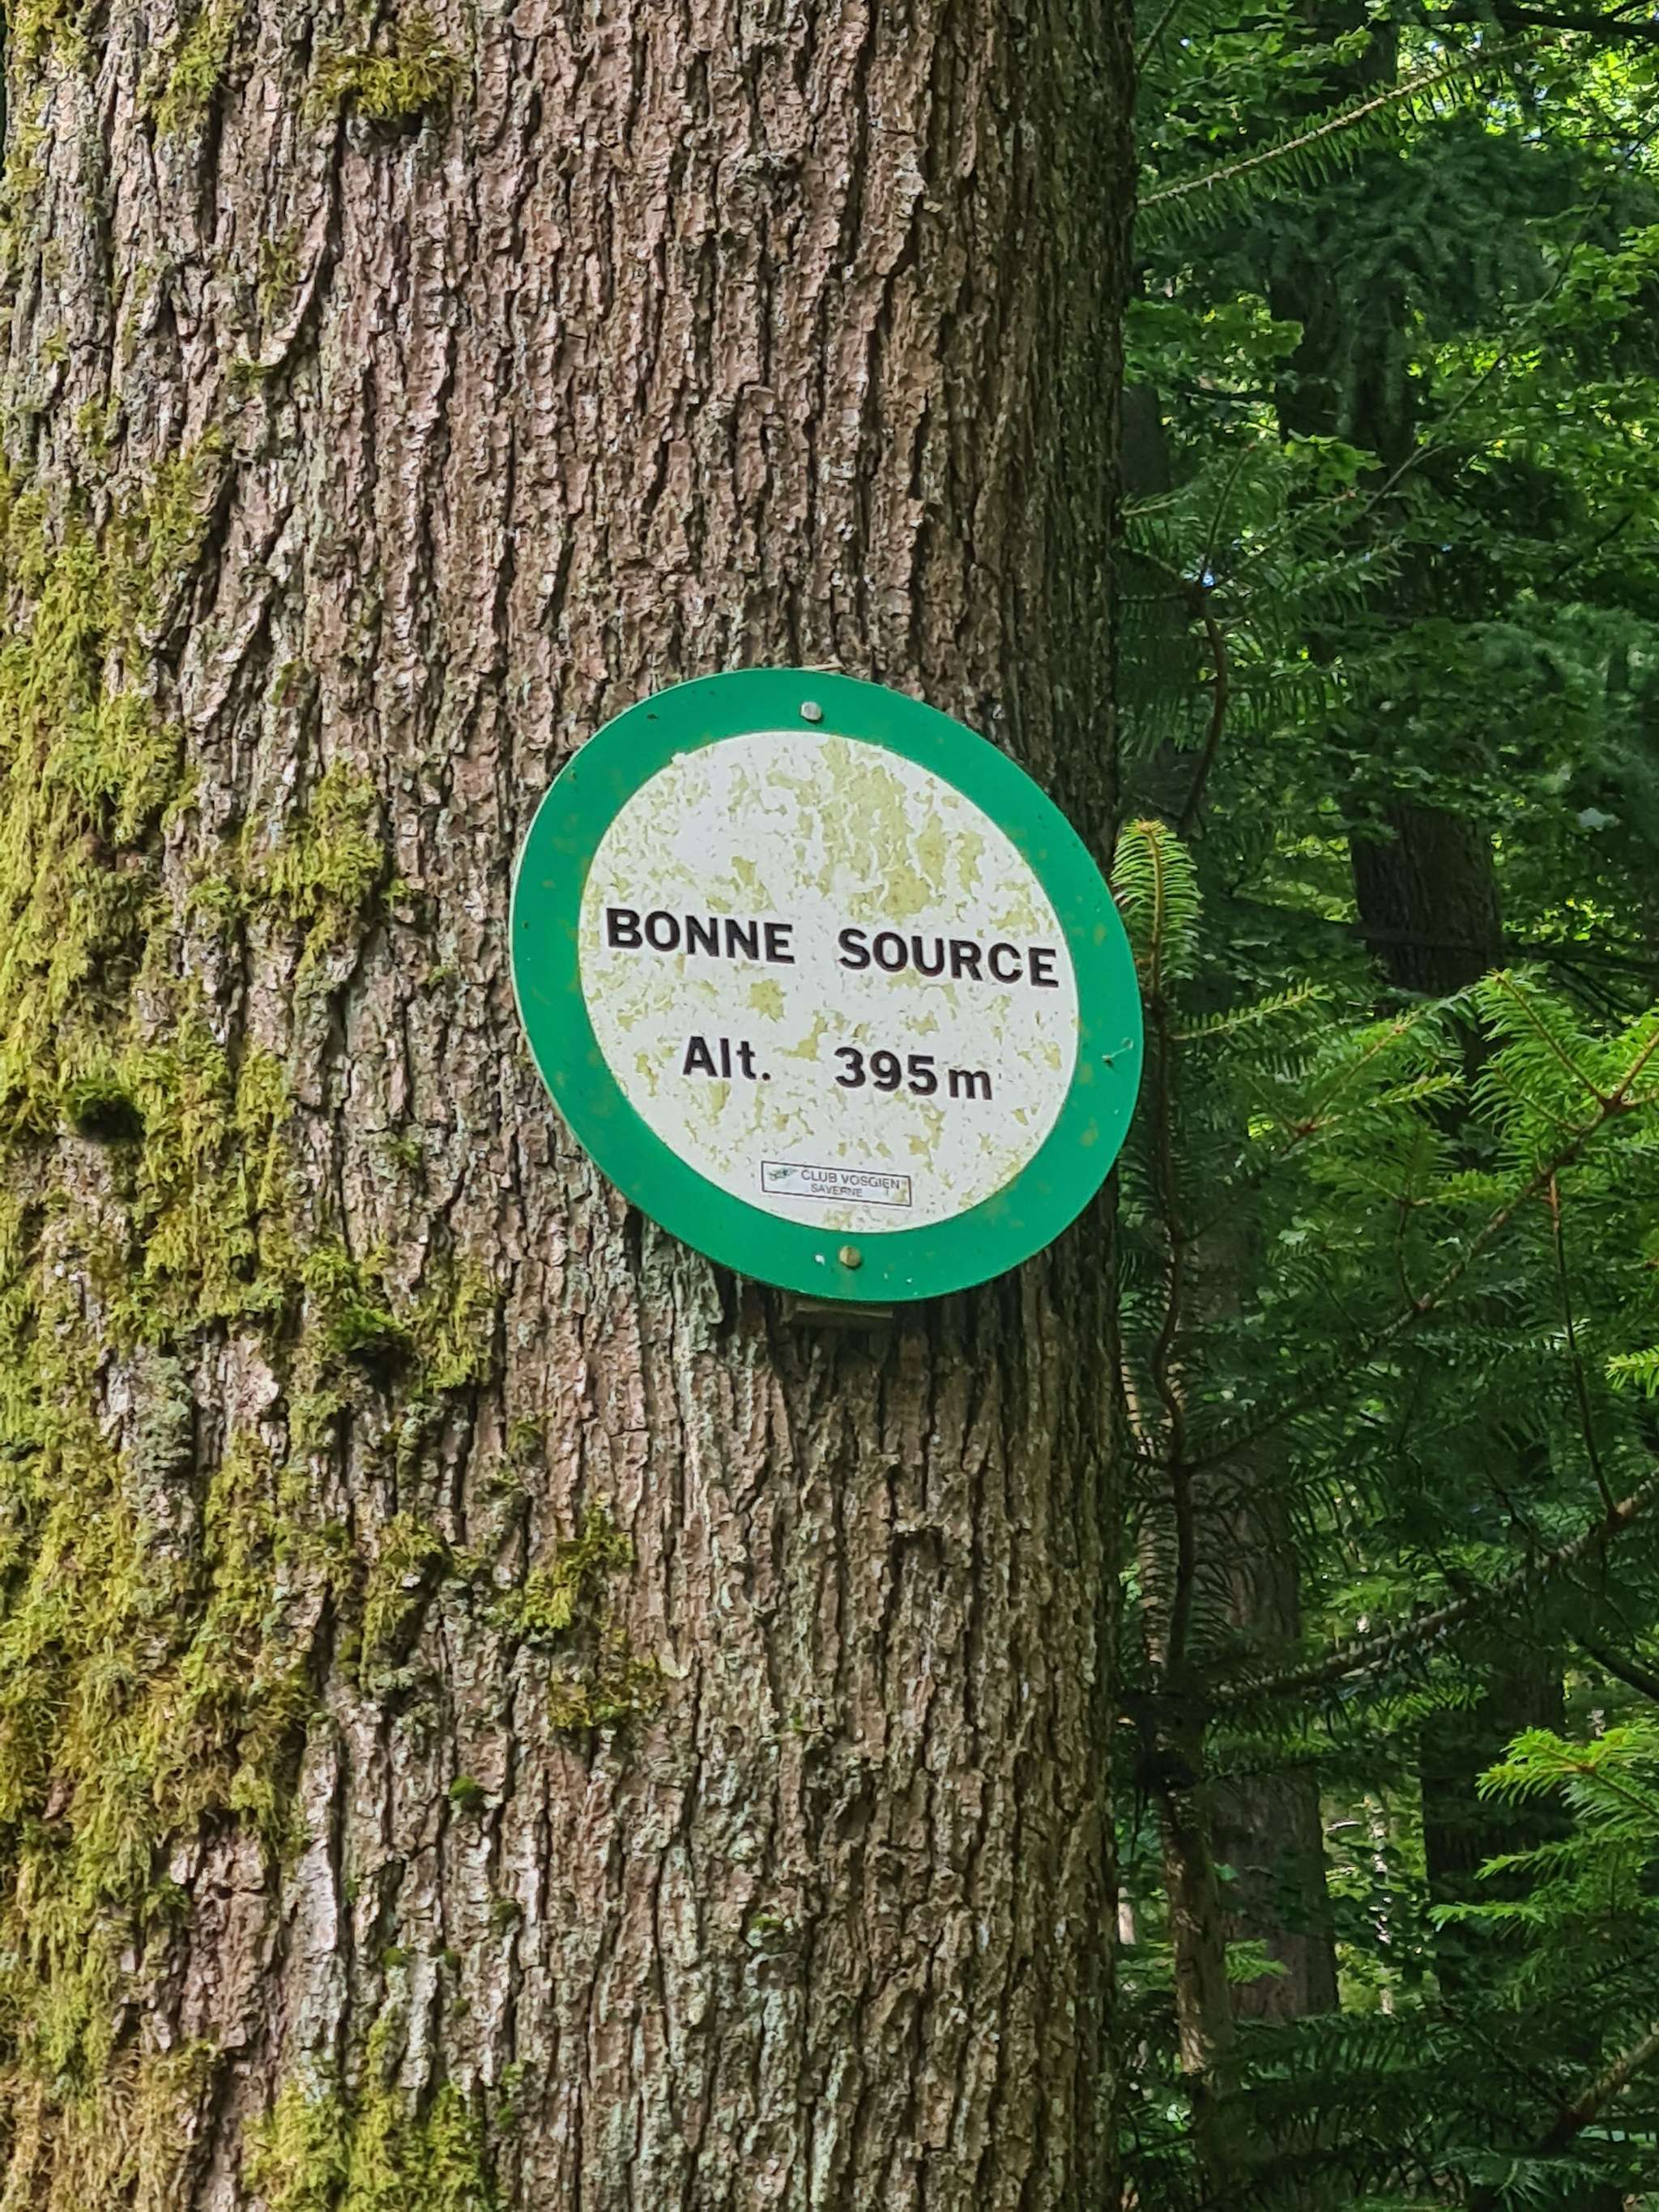 BONNE SOURCE
Alt. 395m
CLUB VOSGIEN
SAVERNE